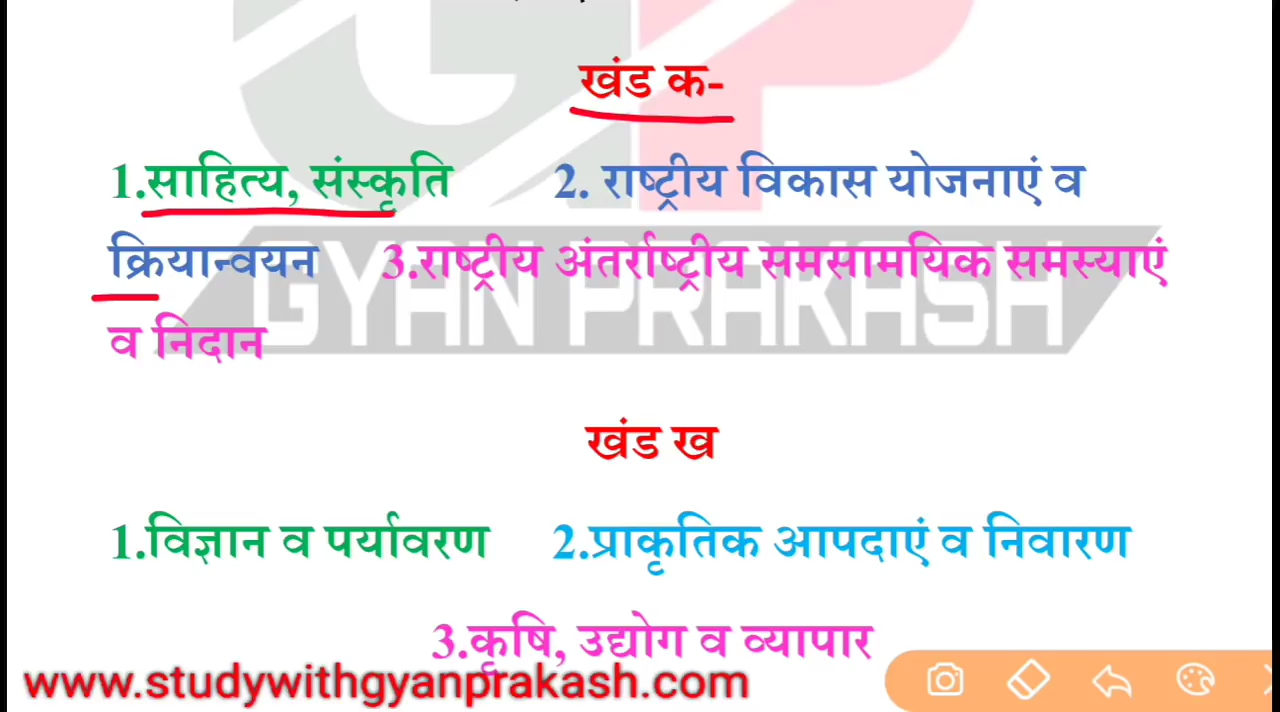 खंड क-
1.साहित्य, संस्कृति 2. राष्ट्रीय विकास योजनाएं व
क्रियान्वयन 3.राष्ट्रीय अंतर्राष्ट्रीय समसामयिक समस्याएं
GYAN PRAKASH
व निदान
खंड ख
1.विज्ञान व पर्यावरण 2.प्राकृतिक आपदाएं व निवारण
3.कृषि, उद्योग व व्यापार
www.studywithgyanprakash.com